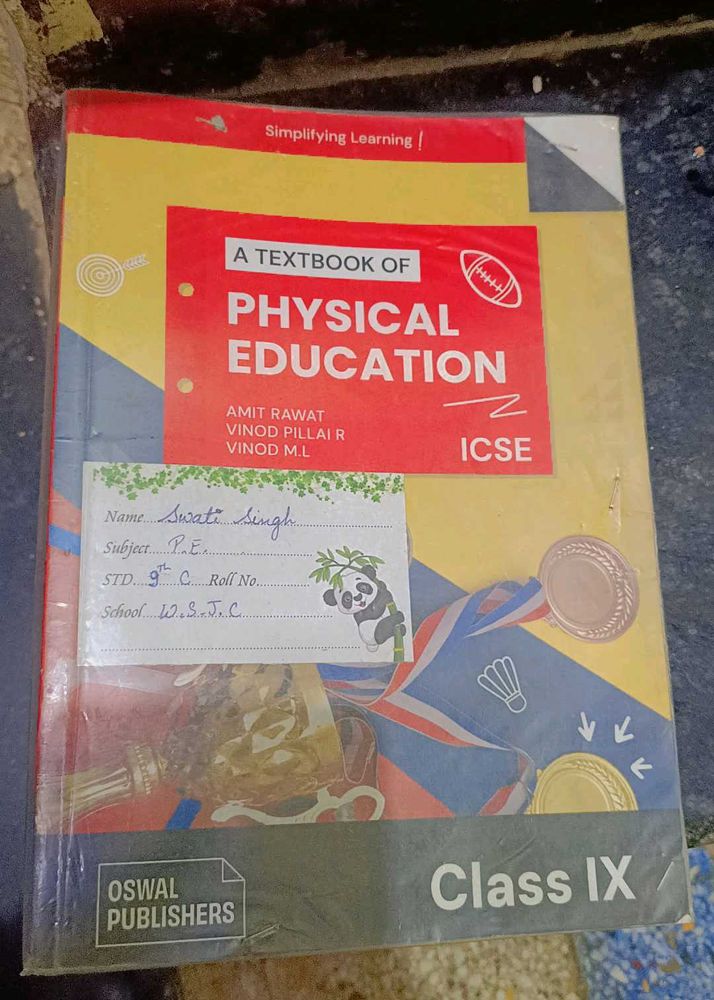 Simplifying Learning !
A TEXTBOOK OF
PHYSICAL
EDUCATION
AMIT RAWAT
VINOD PILLAI R
VINOD M.L
ICSE
Name Swati Singh
Subject P.E.
STD 9th C Roll No
School W.S.J.C
OSWAL
PUBLISHERS
Class IX